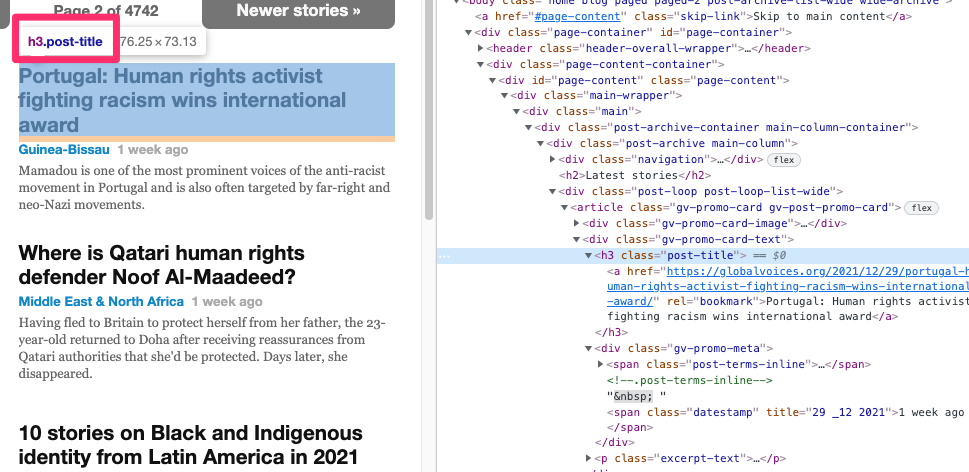 Page 2 of 4742
Newer stories »
h3.post-title
76.25 × 73.13
Portugal: Human rights activist
fighting racism wins international
award
Guinea-Bissau 1 week ago
Mamadou is one of the most prominent voices of the anti-racist
movement in Portugal and is also often targeted by far-right and
neo-Nazi movements.
Where is Qatari human rights
defender Noof Al-Maadeed?
Middle East & North Africa 1 week ago
Having fled to Britain to protect herself from her father, the 23-
year-old returned to Doha after receiving reassurances from
Qatari authorities that she'd be protected. Days later, she
disappeared.
10 stories on Black and Indigenous
identity from Latin America in 2021
<body class="home blog paged paged-2 post-archive-list-wide wide-archive">
<a href="#page-content" class="skip-link">Skip to main content</a>
<div class="page-container" id="page-container">
<header class="header-overall-wrapper">…</header>
<div class="page-content-container">
<div id="page-content" class="page-content">
<div class="main-wrapper">
<div class="main">
<div class="post-archive-container main-column-container">
<div class="post-archive main-column">
<div class="navigation">…</div> flex
<h2>Latest stories</h2>
<div class="post-loop post-loop-list-wide">
<article class="gv-promo-card gv-post-promo-card"> flex
<div class="gv-promo-card-image">…</div>
<div class="gv-promo-card-text">
… <h3 class="post-title"> == $0
<a href="https://globalvoices.org/2021/12/29/portugal-h
uman-rights-activist-fighting-racism-wins-international
-award/" rel="bookmark">Portugal: Human rights activist
fighting racism wins international award</a>
</h3>
<div class="gv-promo-meta">
<span class="post-terms-inline">…</span>
<!--.post-terms-inline-->
"&nbsp; "
<span class="datestamp" title="29 _12 2021">1 week ago
</span>
</div>
<p class="excerpt-text">…</p>